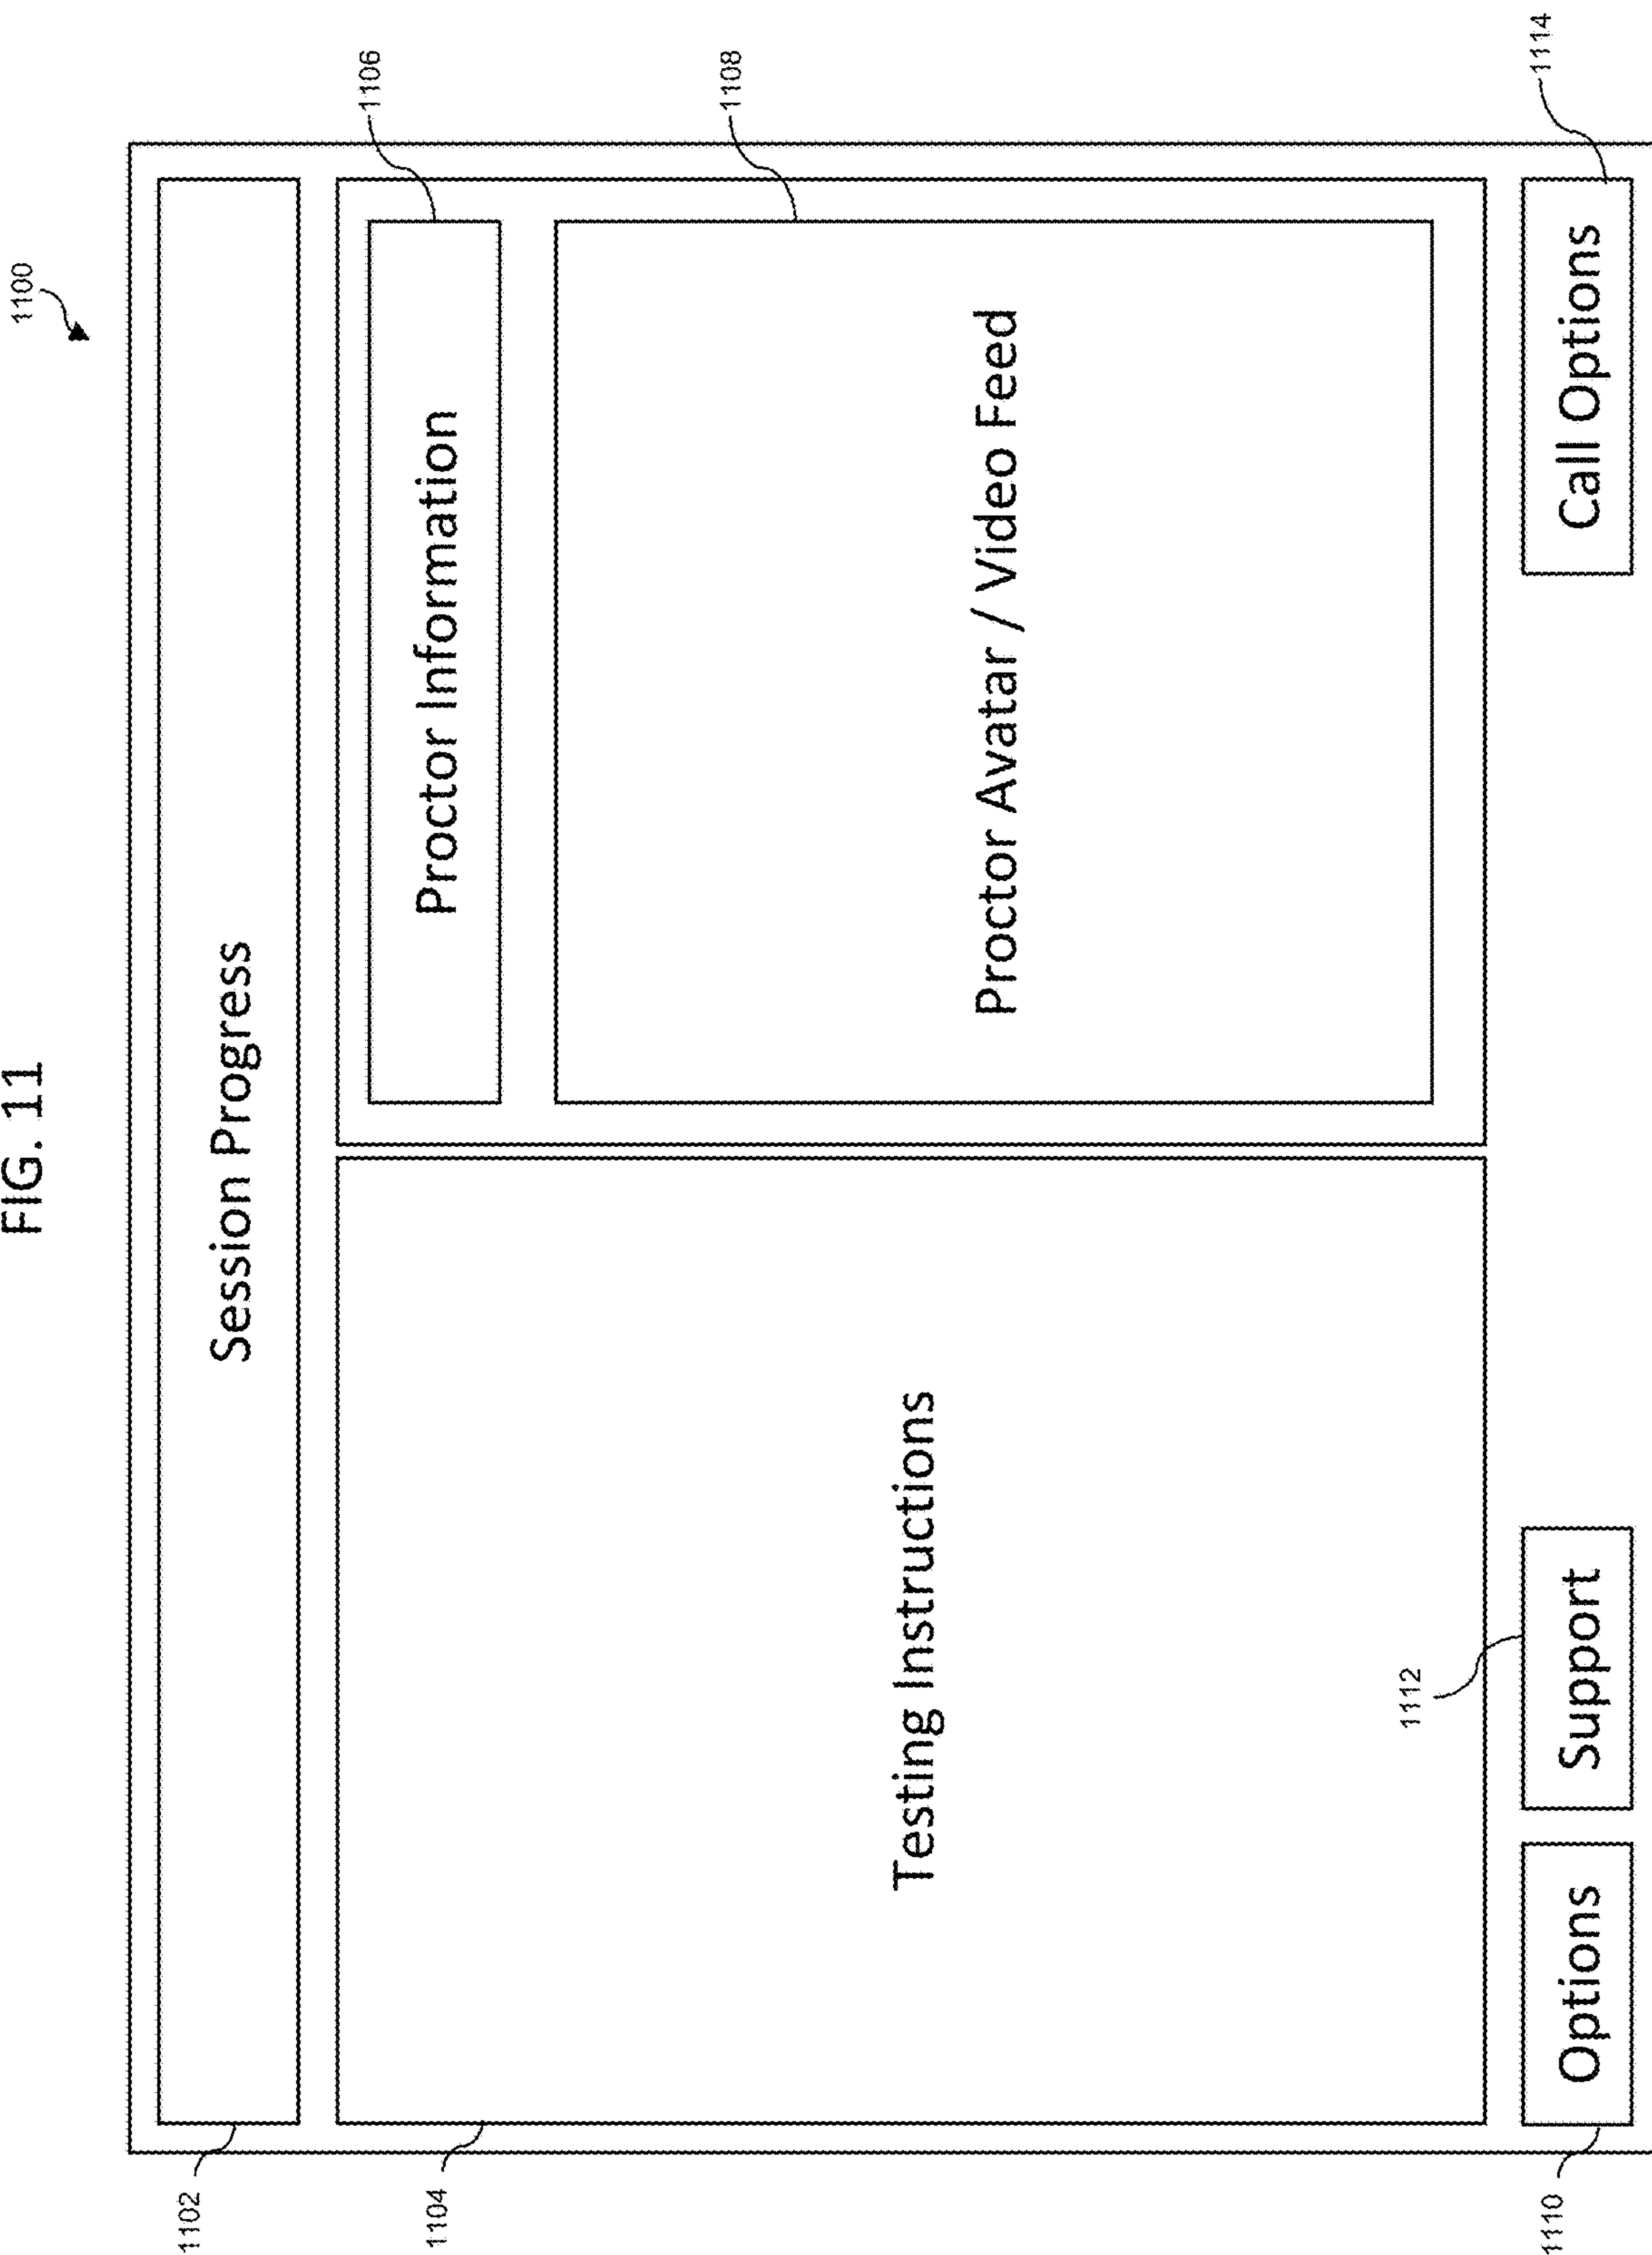 FIG. 11
1100
1102
Session Progress
1104
Testing Instructions
1106
Proctor Information
1108
Proctor Avatar / Video Feed
1110
Options
1112
Support
1114
Call Options